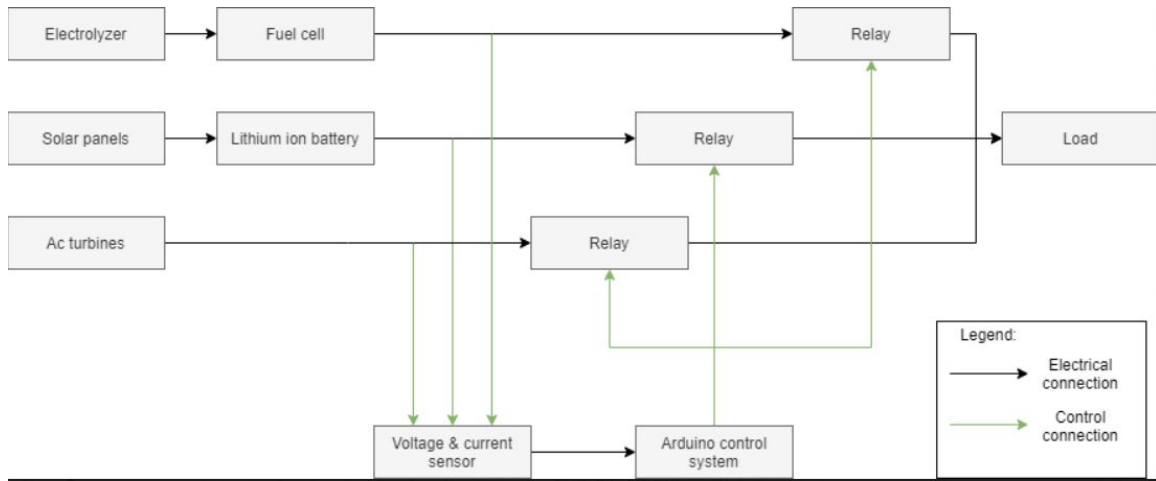 Electrolyzer
Fuel cell
Relay
Solar panels
Lithium ion battery
Relay
Load
Ac turbines
Relay
Legend:
Electrical
connection
Control
connection
Voltage & current
sensor
Arduino control
system